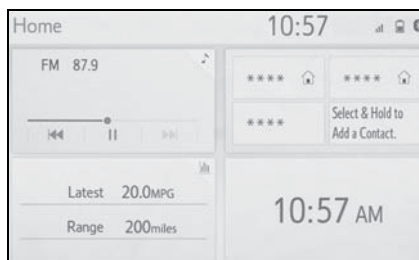 Home 10:57
FM 87.9
**** ****
****
Select & Hold to
Add a Contact.
Latest 20.0MPG
Range 200miles
10:57 AM